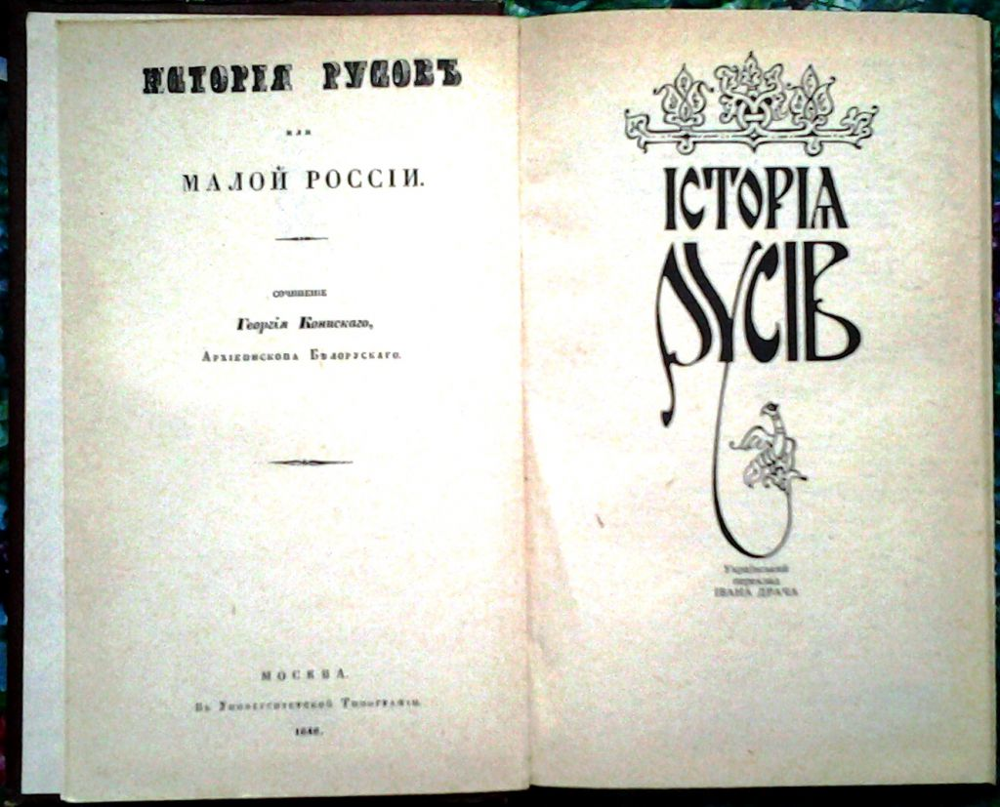 ИСТОРІЯ РУСОВЪ
или
МАЛОЙ РОССІИ.
СОЧИНЕНІЕ
Георгія Конискаго,
Архіепископа Бѣлорускаго.
МОСКВА.
Въ Университетской Типографіи.
1846.
ІСТОРІѦ
РУСІВ
Український
переклад
ІВАНА ДРАЧА